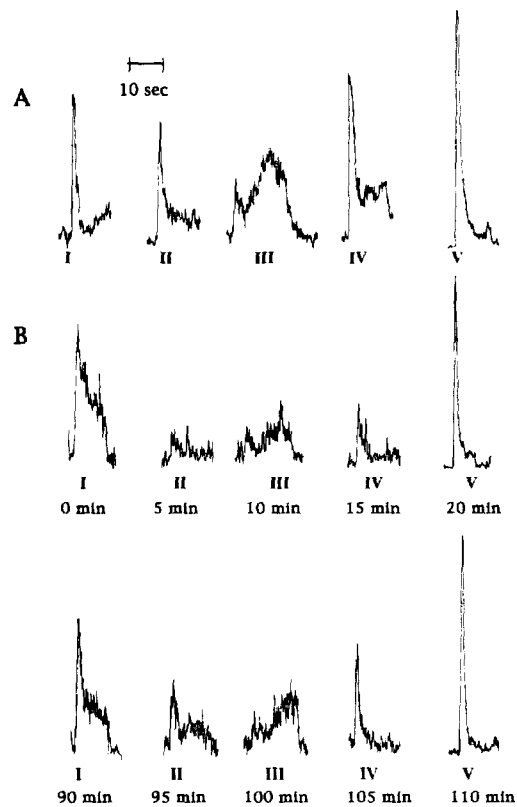 A
10 sec
I II III IV V
B
I II III IV V
0 min 5 min 10 min 15 min 20 min
I II III IV V
90 min 95 min 100 min 105 min 110 min